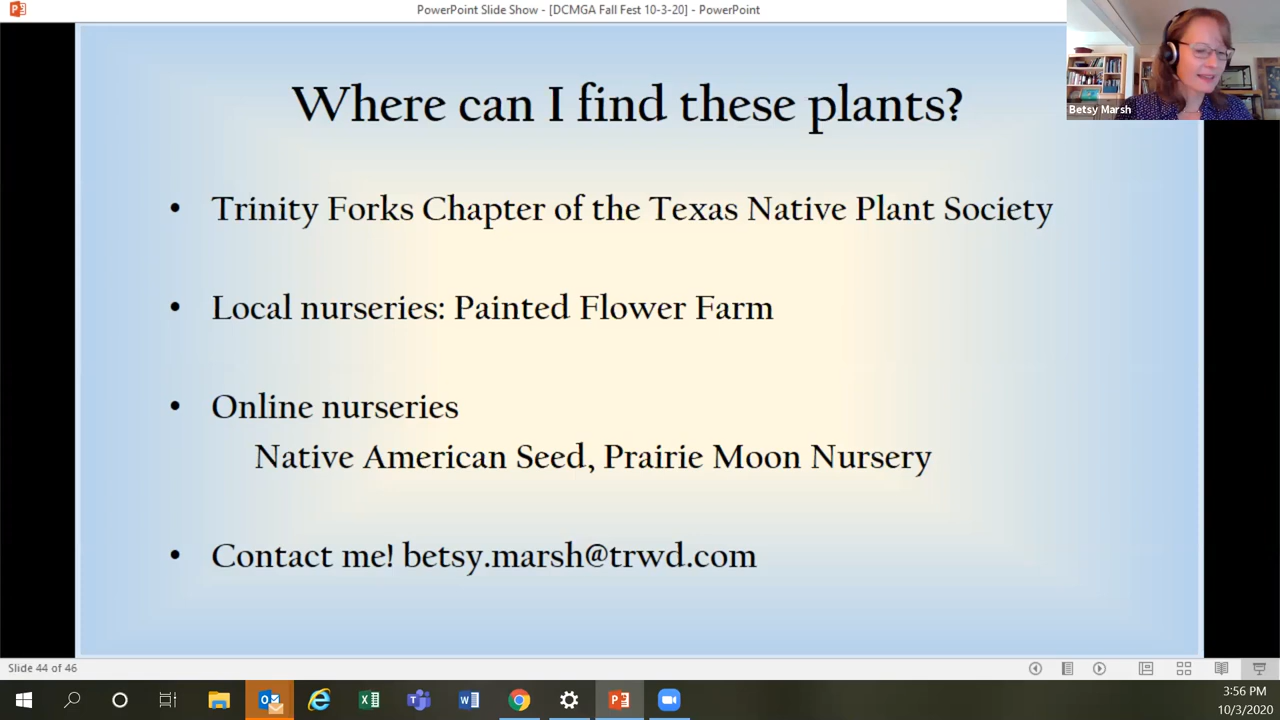 PowerPoint Slide Show - [DCMGA Fall Fest 10-3-20] - PowerPoint
Betsy Marsh
Where can I find these plants?
• Trinity Forks Chapter of the Texas Native Plant Society
• Local nurseries: Painted Flower Farm
• Online nurseries
Native American Seed, Prairie Moon Nursery
• Contact me! betsy.marsh@trwd.com
Slide 44 of 46
3:56 PM
10/3/2020